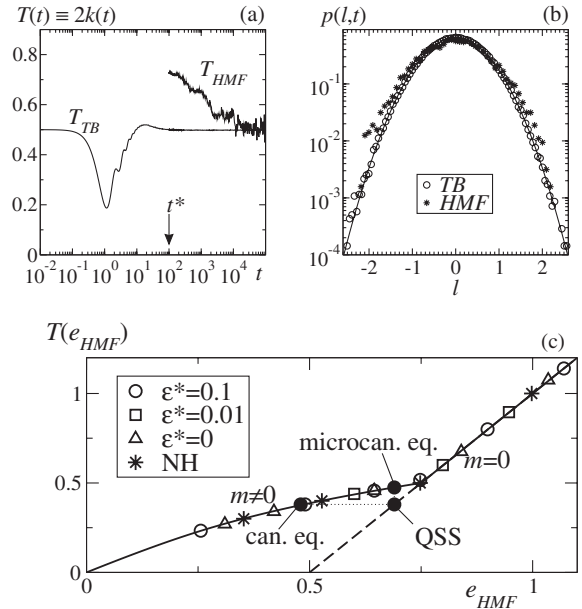 T(t) ≡ 2k(t) (a)
0.8
0.6
0.4
0.2
0
T_TB
T_HMF
t*
10^-2 10^-1 10^0 10^1 10^2 10^3 10^4 t
p(l,t) (b)
10^-1
10^-2
10^-3
10^-4
TB
HMF
-2 -1 0 1 2
l
T(e_HMF) (c)
1
0.5
0
ε*=0.1
ε*=0.01
ε*=0
NH
microcan. eq.
m=0
m≠0
can. eq.
QSS
0 0.5 1
e_HMF